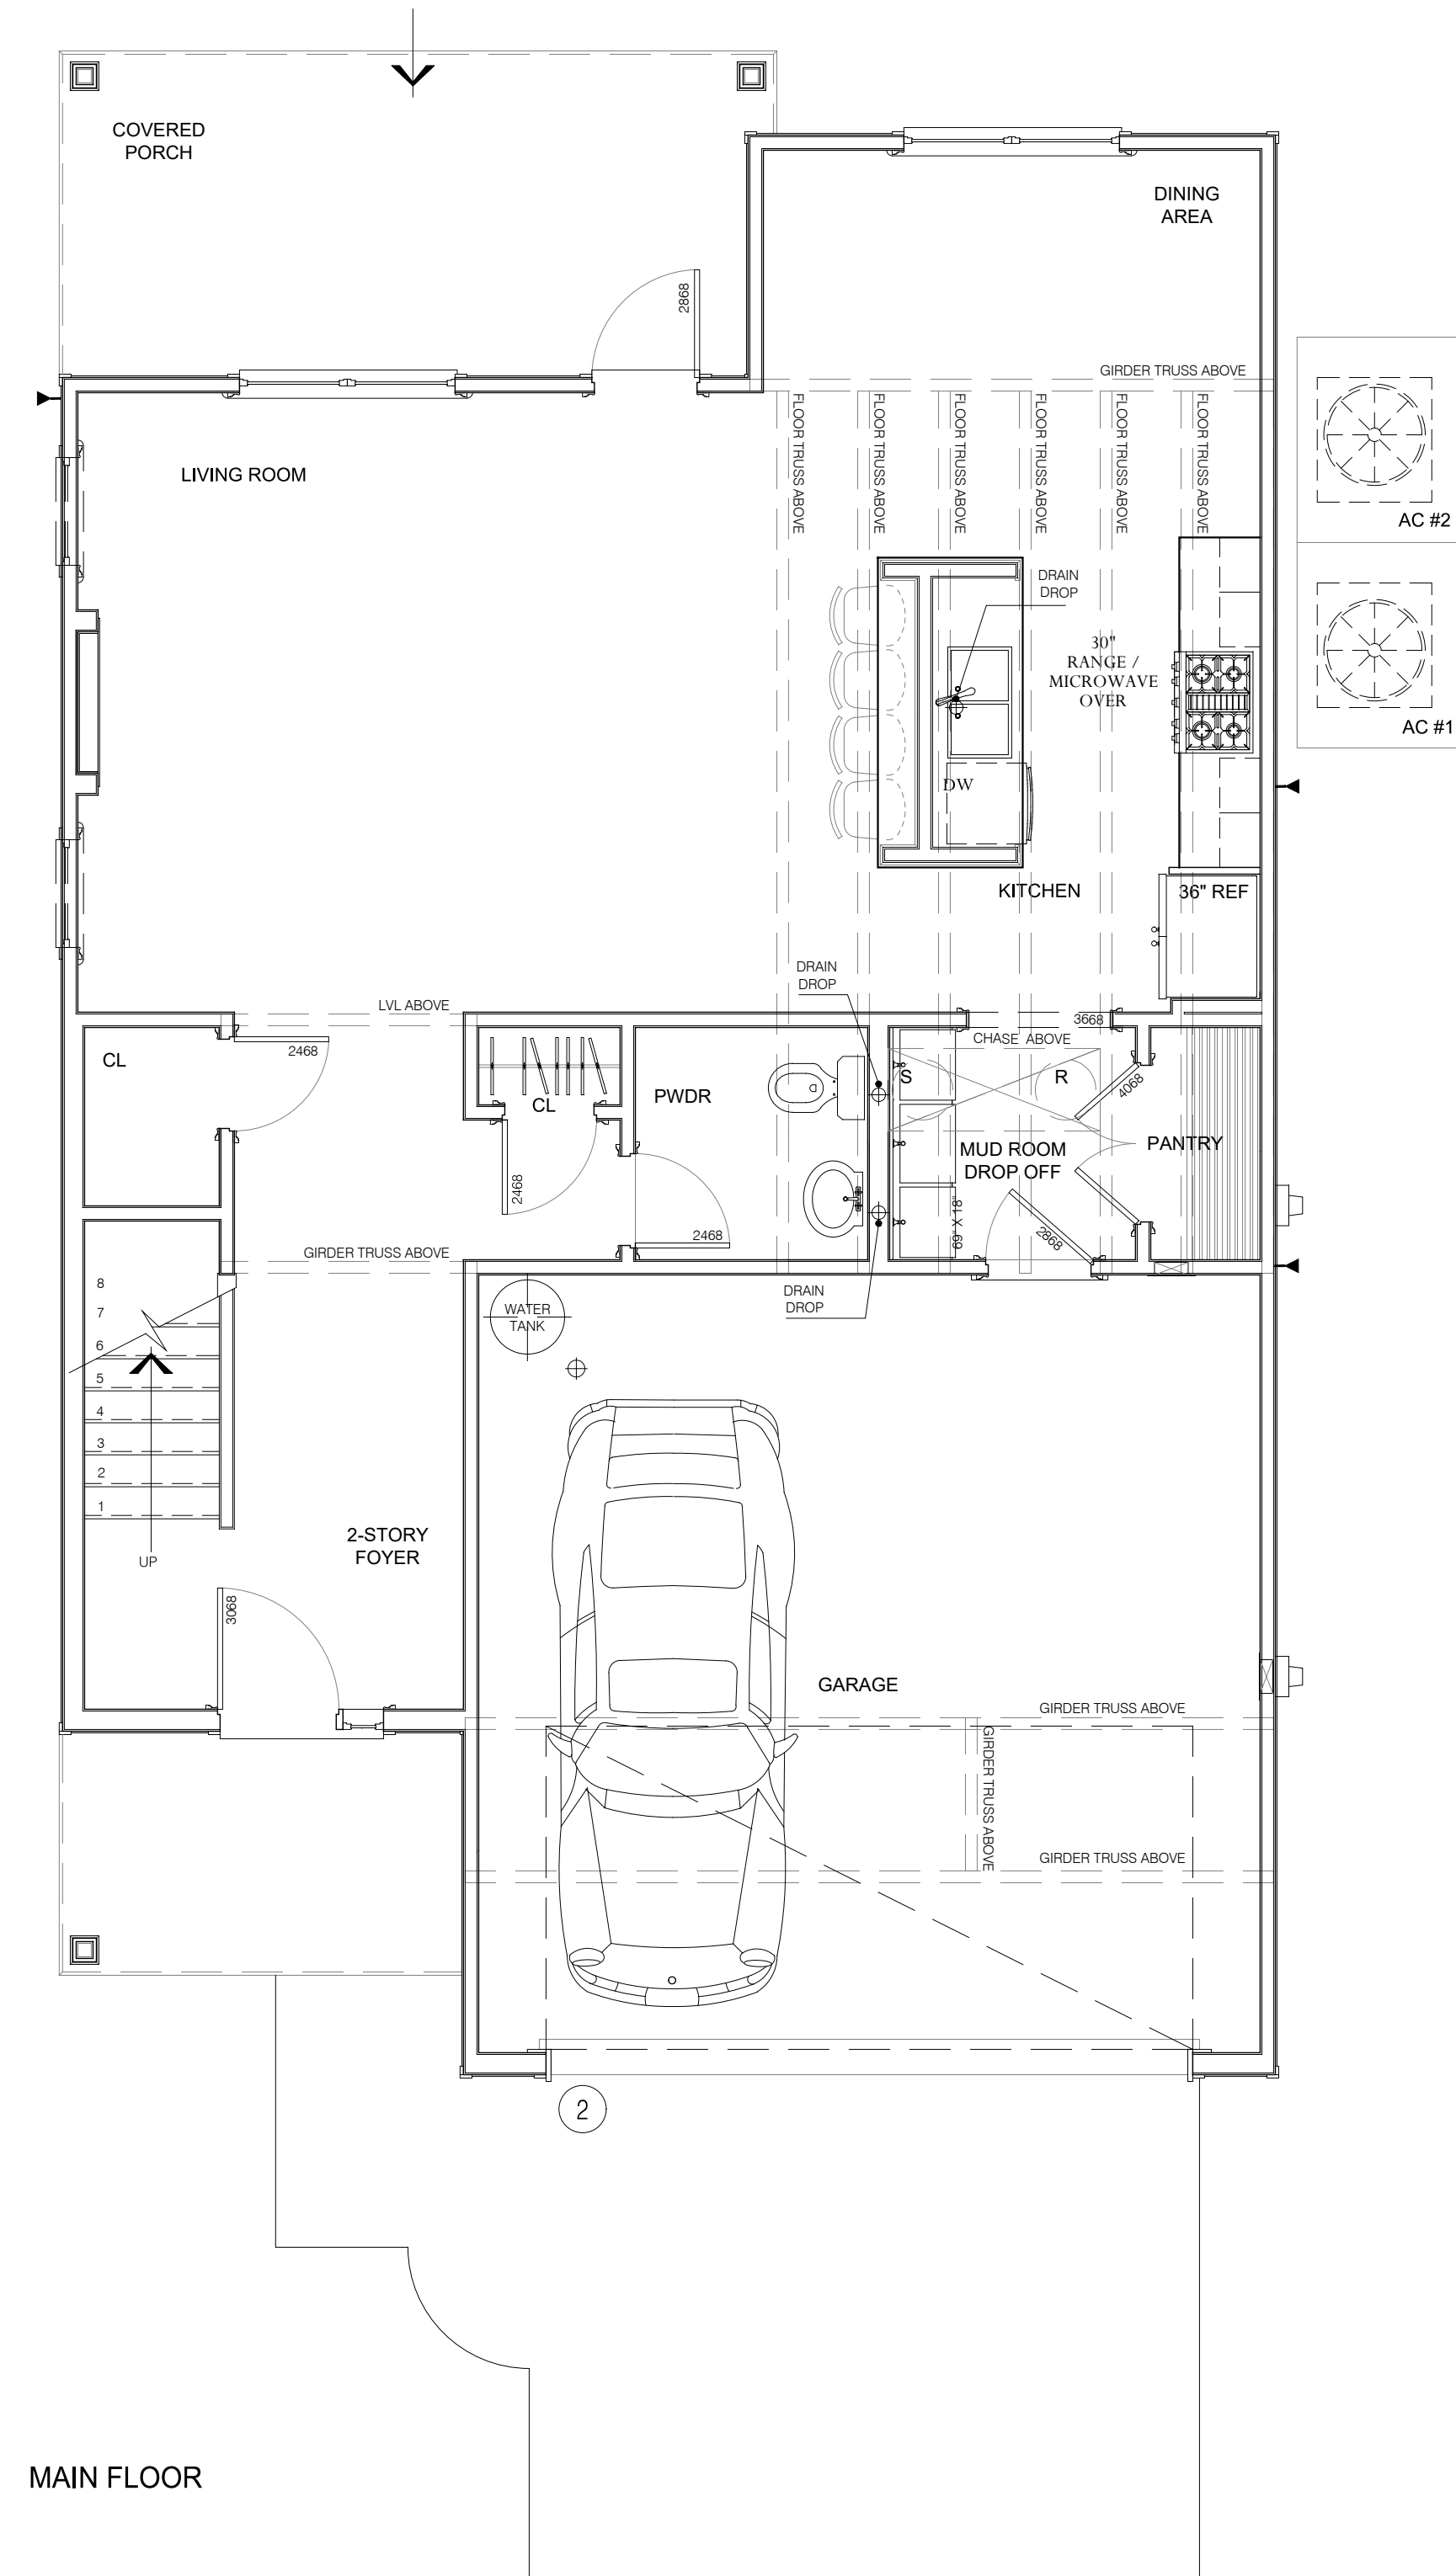 COVERED
PORCH
DINING
AREA
2868
GIRDER TRUSS ABOVE
FLOOR TRUSS ABOVE
FLOOR TRUSS ABOVE
FLOOR TRUSS ABOVE
FLOOR TRUSS ABOVE
FLOOR TRUSS ABOVE
FLOOR TRUSS ABOVE
LIVING ROOM
AC #2
DRAIN
DROP
30"
RANGE /
MICROWAVE
OVER
AC #1
DW
KITCHEN
36" REF
DRAIN
DROP
LVL ABOVE
3668
CHASE ABOVE
2468
CL
S
R
4068
CL
PWDR
MUD ROOM
DROP OFF
PANTRY
2468
2468
69" X 18"
2868
GIRDER TRUSS ABOVE
DRAIN
DROP
WATER
TANK
8
7
6
5
4
3
2
1
UP
2-STORY
FOYER
3068
GARAGE
GIRDER TRUSS ABOVE
GIRDER TRUSS ABOVE
GIRDER TRUSS ABOVE
2
MAIN FLOOR